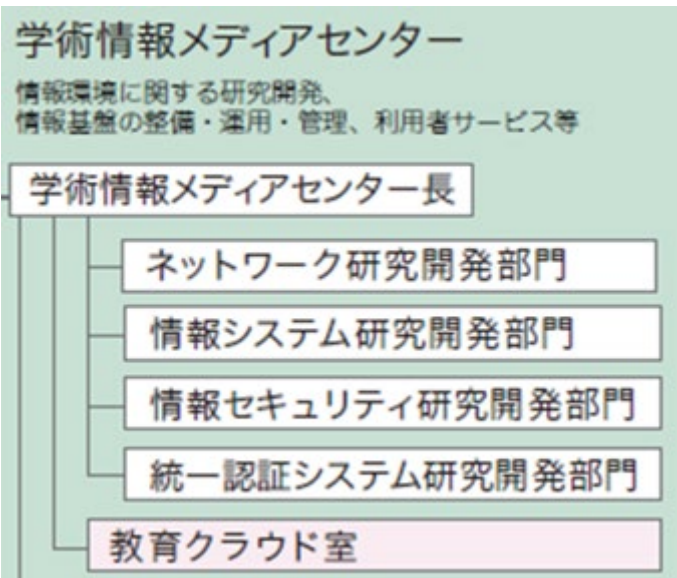 学術情報メディアセンター
情報環境に関する研究開発、
情報基盤の整備・運用・管理、利用者サービス等
学術情報メディアセンター長
ネットワーク研究開発部門
情報システム研究開発部門
情報セキュリティ研究開発部門
統一認証システム研究開発部門
教育クラウド室